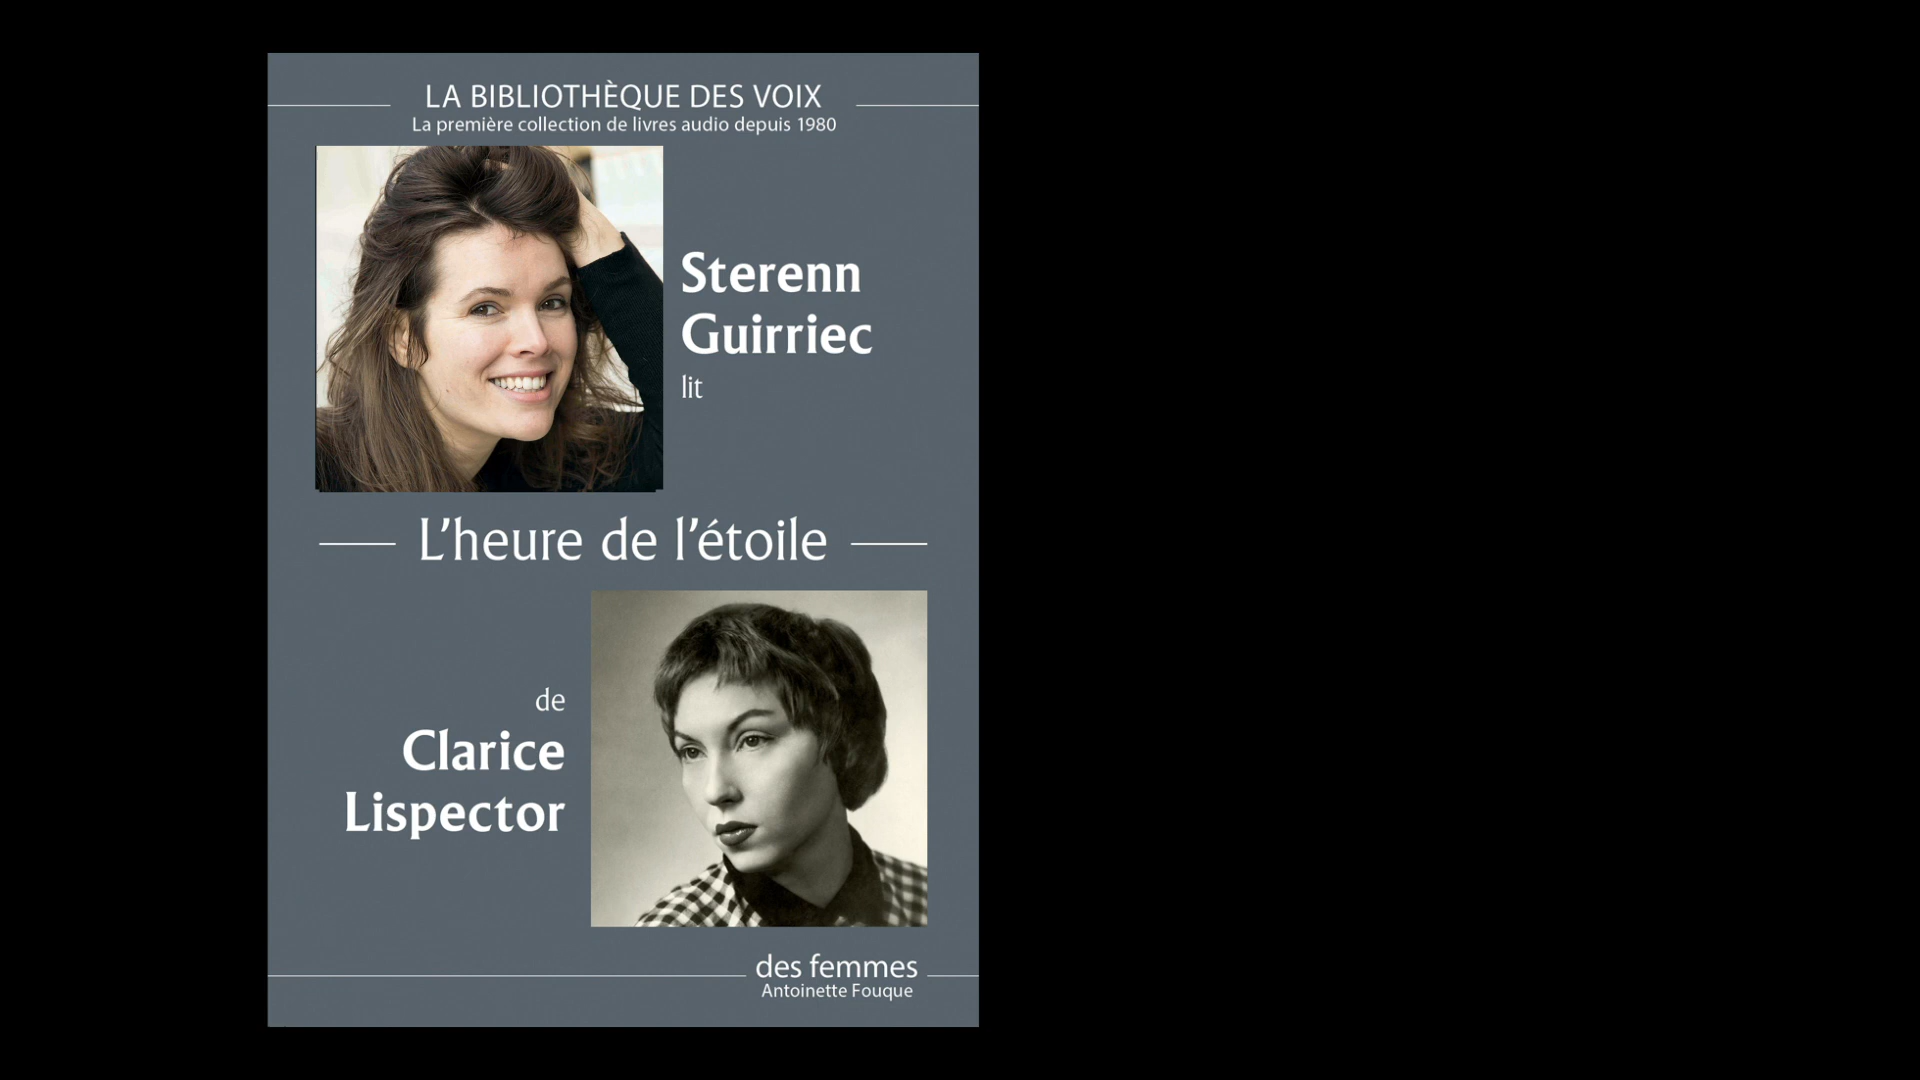 LA BIBLIOTHÈQUE DES VOIX
La première collection de livres audio depuis 1980
Sterenn
Guirriec
lit
L’heure de l’étoile
de
Clarice
Lispector
des femmes
Antoinette Fouque